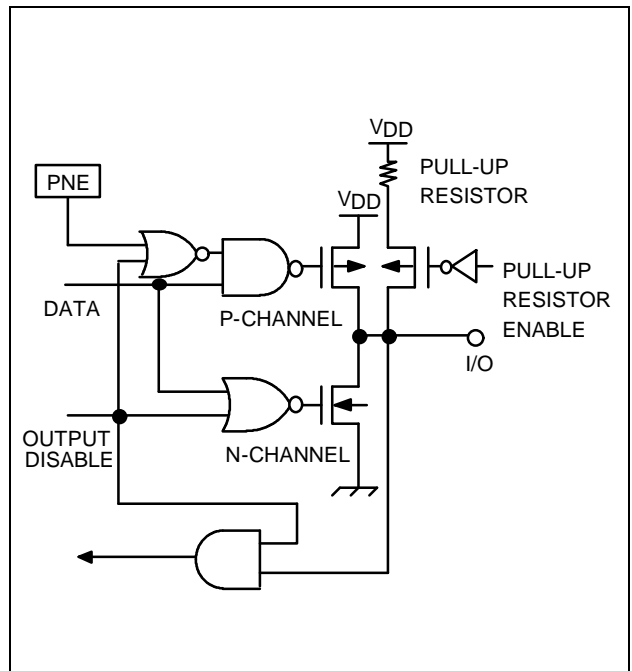 VDD
PULL-UP
RESISTOR
PNE
VDD
DATA
P-CHANNEL
PULL-UP
RESISTOR
ENABLE
I/O
OUTPUT
DISABLE
N-CHANNEL